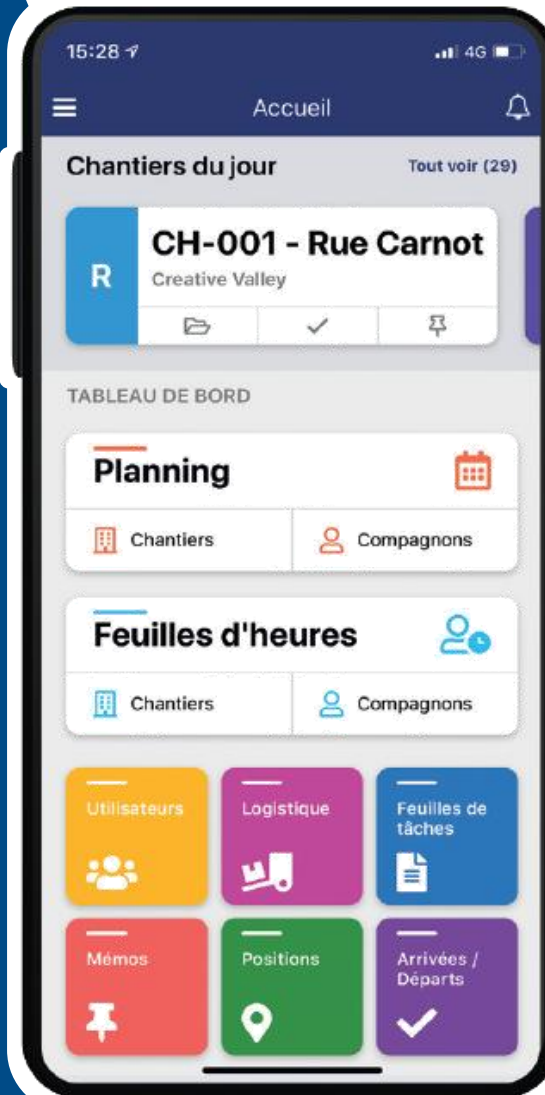 15:28
4G
Accueil
Chantiers du jour
Tout voir (29)
R
CH-001 - Rue Carnot
Creative Valley
TABLEAU DE BORD
Planning
Chantiers
Compagnons
Feuilles d'heures
Chantiers
Compagnons
Utilisateurs
Logistique
Feuilles de
tâches
Mémos
Positions
Arrivées /
Départs